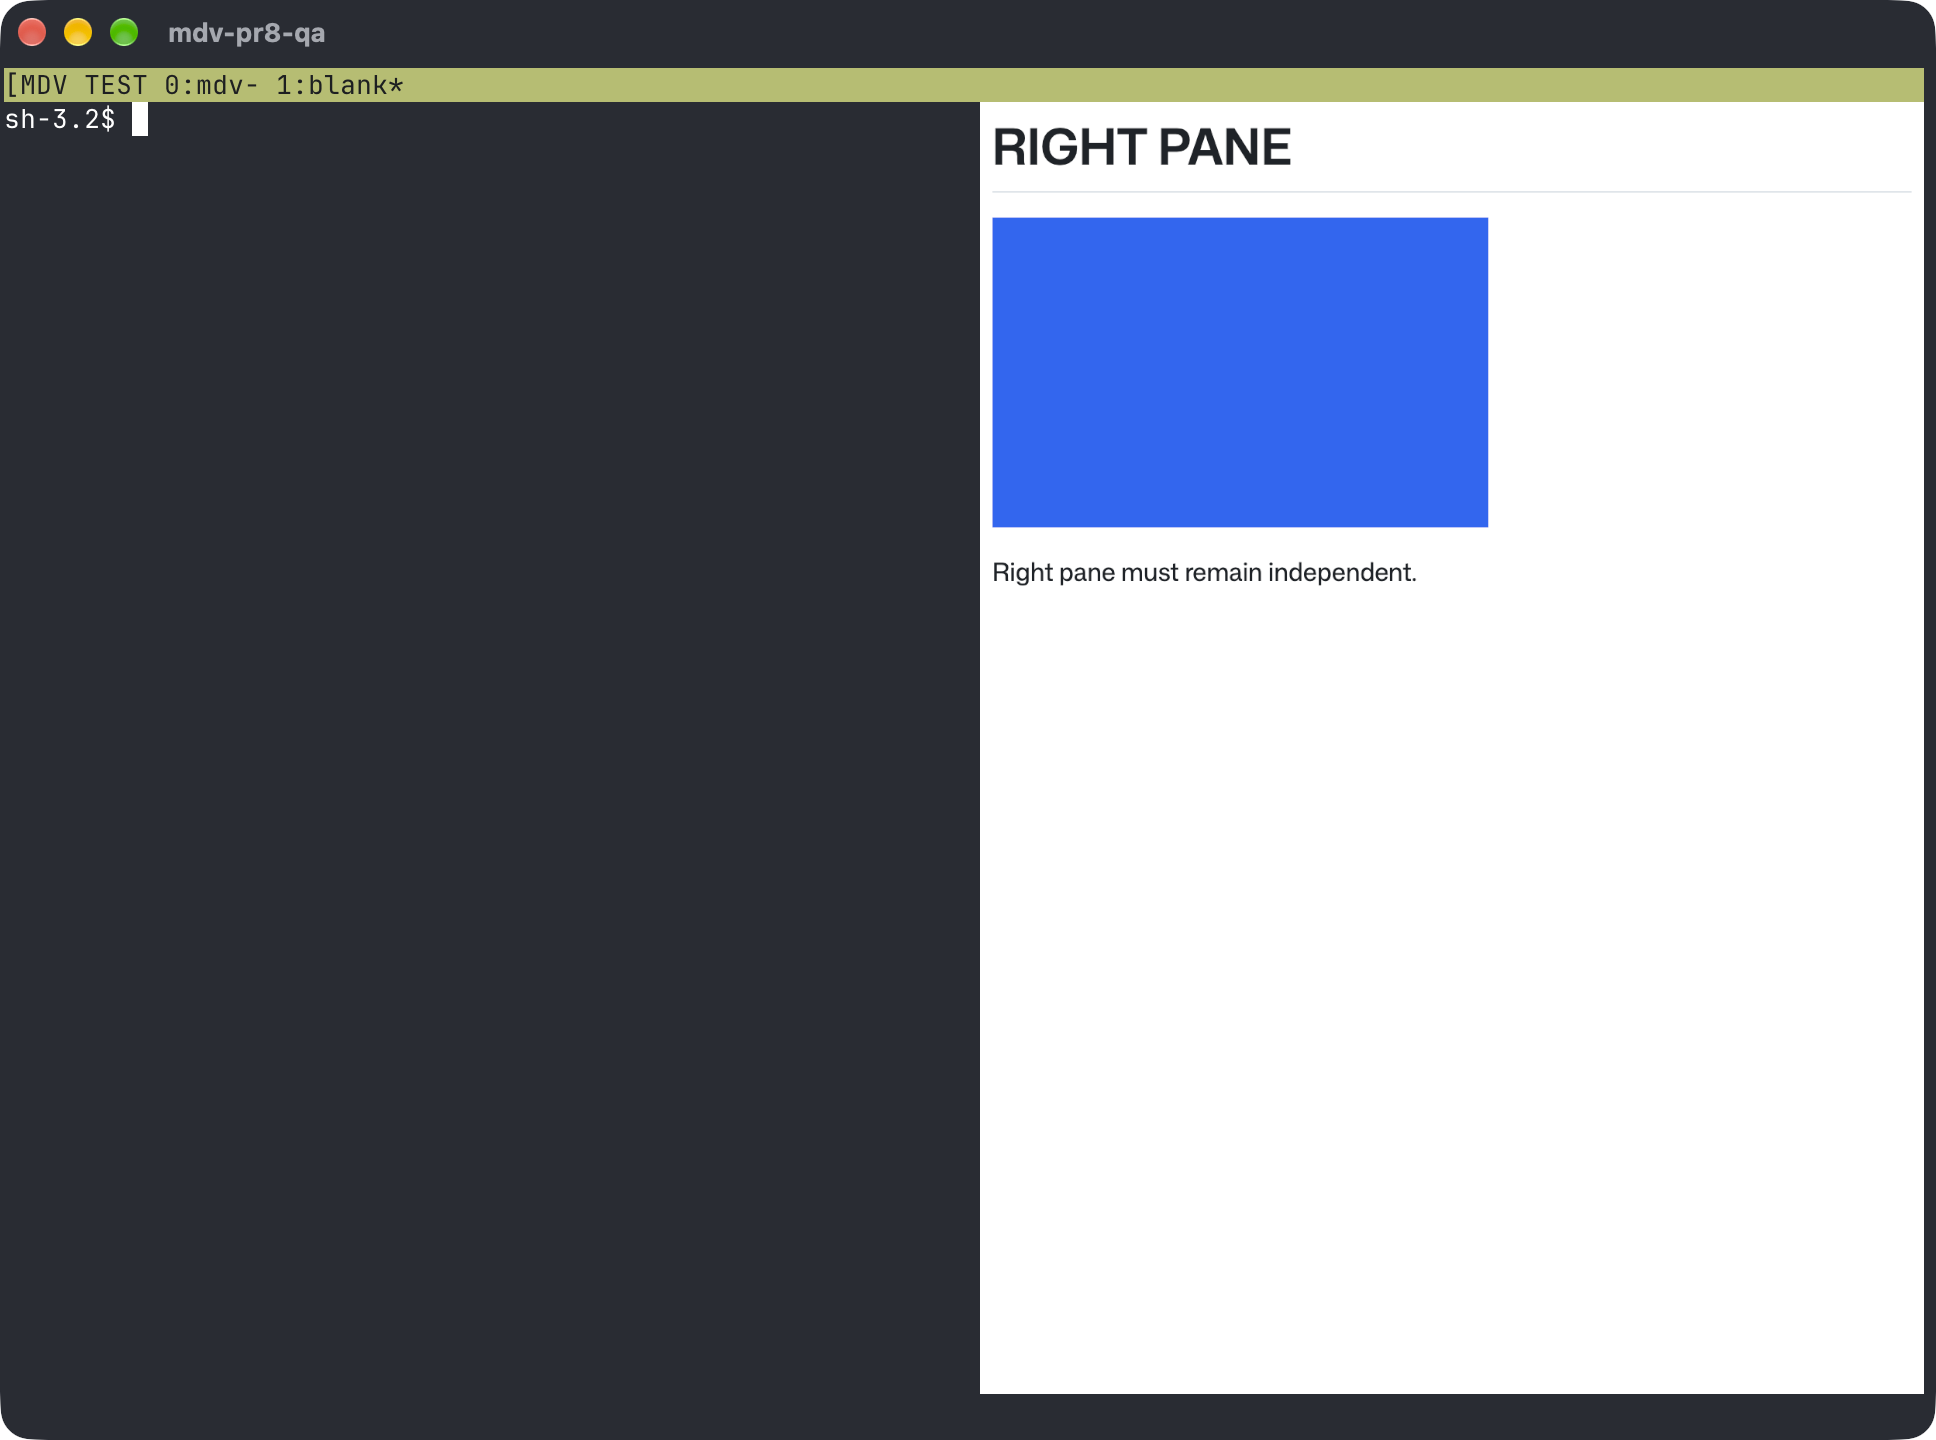 mdv-pr8-qa
[MDV TEST 0:mdv- 1:blank*
sh-3.2$
RIGHT PANE
Right pane must remain independent.